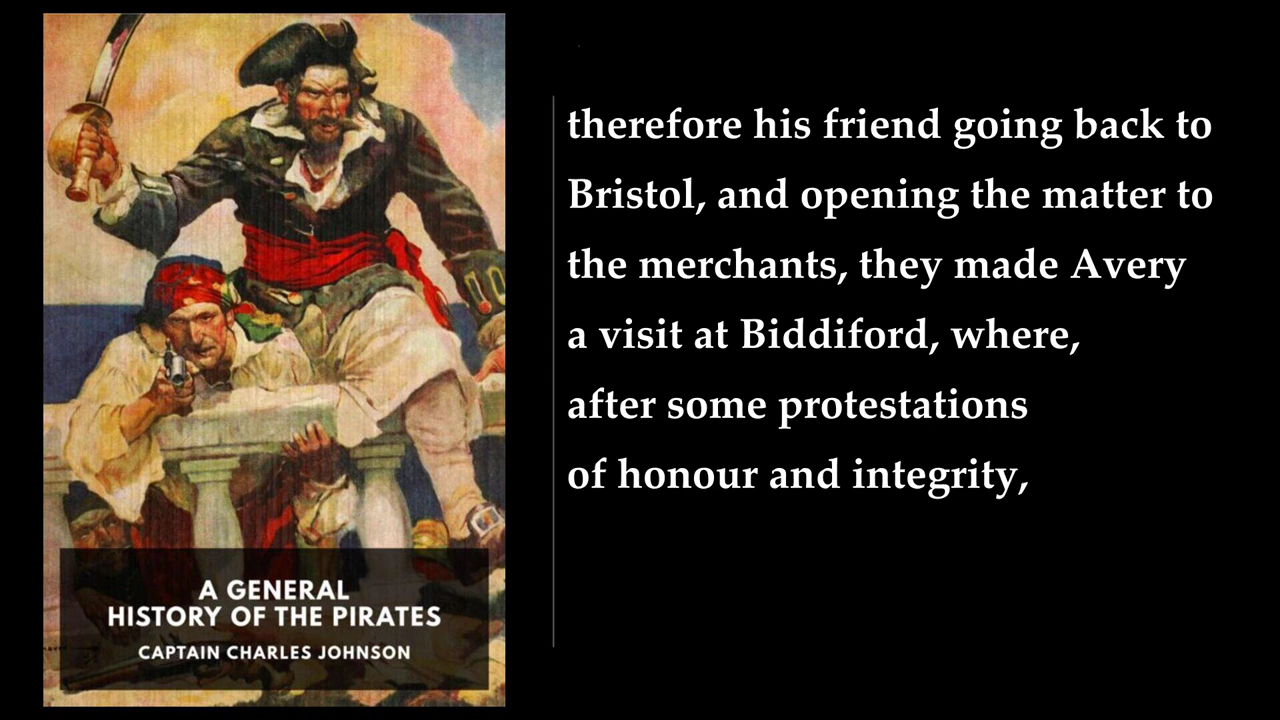 A GENERAL
HISTORY OF THE PIRATES
CAPTAIN CHARLES JOHNSON
therefore his friend going back to
Bristol, and opening the matter to
the merchants, they made Avery
a visit at Biddiford, where,
after some protestations
of honour and integrity,